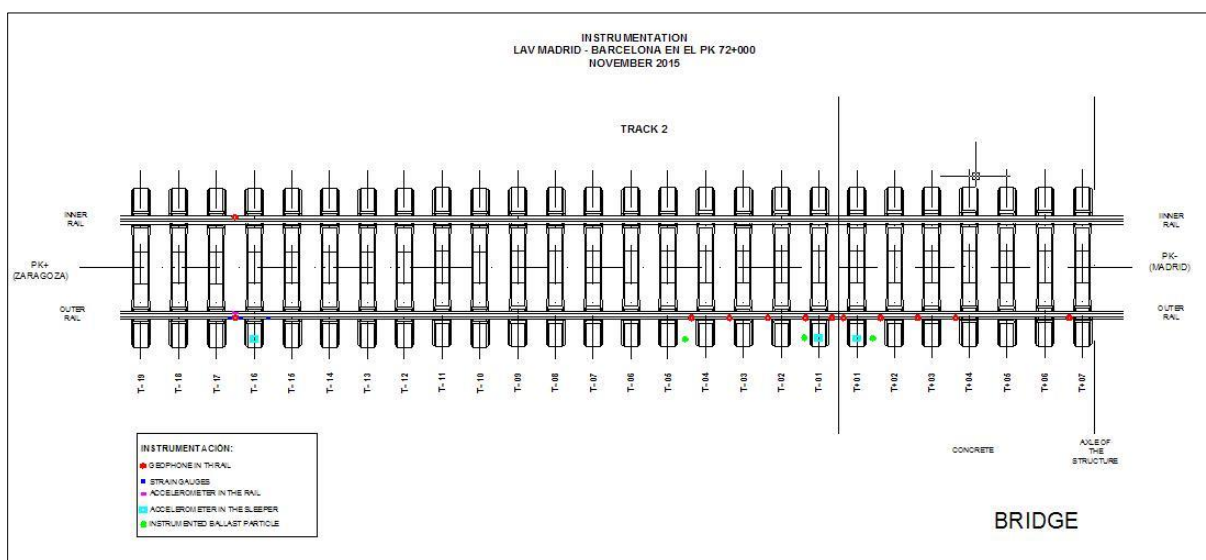 INSTRUMENTATION
LAV MADRID - BARCELONA EN EL PK 72+000
NOVEMBER 2015
TRACK 2
INNER
RAIL
INNER
RAIL
PK+
(ZARAGOZA)
PK-
(MADRID)
OUTER
RAIL
OUTER
RAIL
T- 19
T- 18
T- 17
T- 16
T- 15
T- 14
T- 13
T- 12
T- 11
T- 10
T- 09
T- 08
T- 07
T- 06
T- 05
T- 04
T- 03
T- 02
T- 01
T+ 01
T+ 02
T+ 03
T+ 04
T+ 05
T+ 06
T+ 07
INSTRUMENTACIÓN:
GEOPHONE IN THRAIL
STRAIN GAUGES
ACCELEROMETER IN THE RAIL
ACCELEROMETER IN THE SLEEPER
INSTRUMENTED BALLAST PARTICLE
CONCRETE
AXLE OF
THE
STRUCTURE
BRIDGE